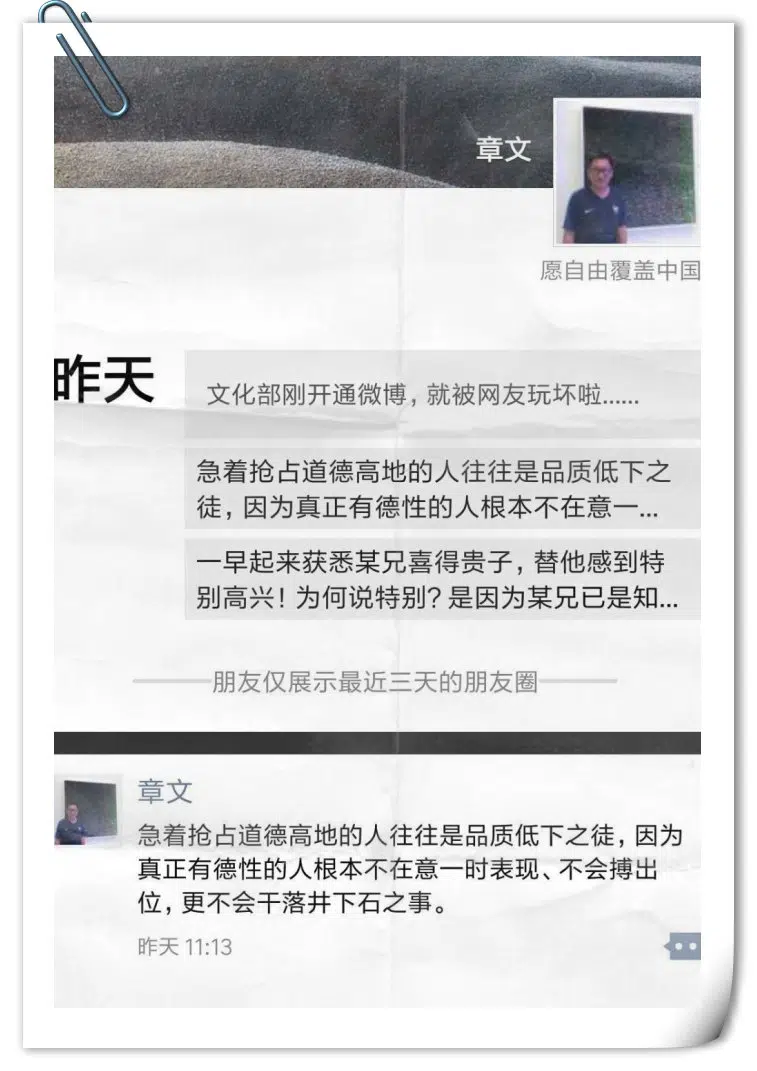 章文
愿自由覆盖中国
昨天
文化部刚开通微博，就被网友玩坏啦......
急着抢占道德高地的人往往是品质低下之
徒，因为真正有德性的人根本不在意一...
一早起来获悉某兄喜得贵子，替他感到特
别高兴！为何说特别？是因为某兄已是知...
朋友仅展示最近三天的朋友圈
章文
急着抢占道德高地的人往往是品质低下之徒，因为
真正有德性的人根本不在意一时表现、不会搏出
位，更不会干落井下石之事。
昨天 11:13